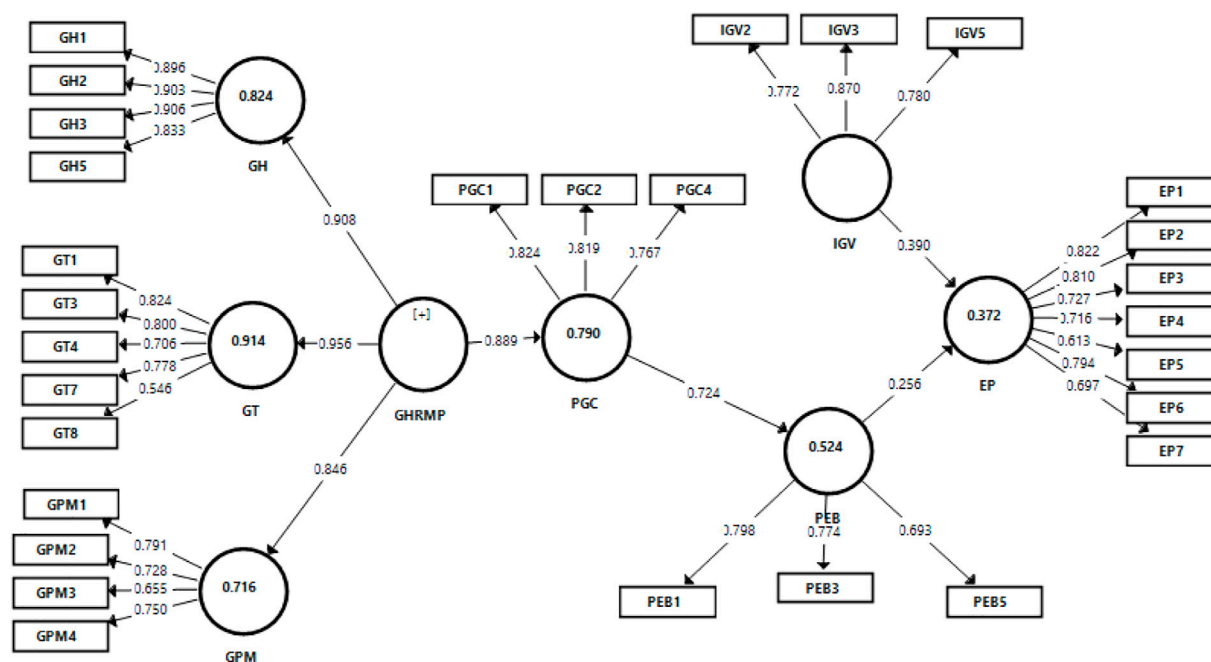 GH1
GH2
GH3
GH5
0.896
0.903
0.906
0.833
0.824
GH
0.908
GT1
GT3
GT4
GT7
GT8
0.824
0.800
0.706
0.778
0.546
0.914
GT
0.956
[+]
GHRMP
0.846
GPM1
GPM2
GPM3
GPM4
0.791
0.728
0.655
0.750
0.716
GPM
0.889
PGC1
PGC2
PGC4
0.824
0.819
0.767
0.790
PGC
0.724
IGV2
IGV3
IGV5
0.772
0.870
0.780
IGV
0.390
0.524
PEB
0.256
0.798
0.774
0.693
PEB1
PEB3
PEB5
0.372
EP
0.822
0.810
0.727
0.716
0.613
0.794
0.697
EP1
EP2
EP3
EP4
EP5
EP6
EP7